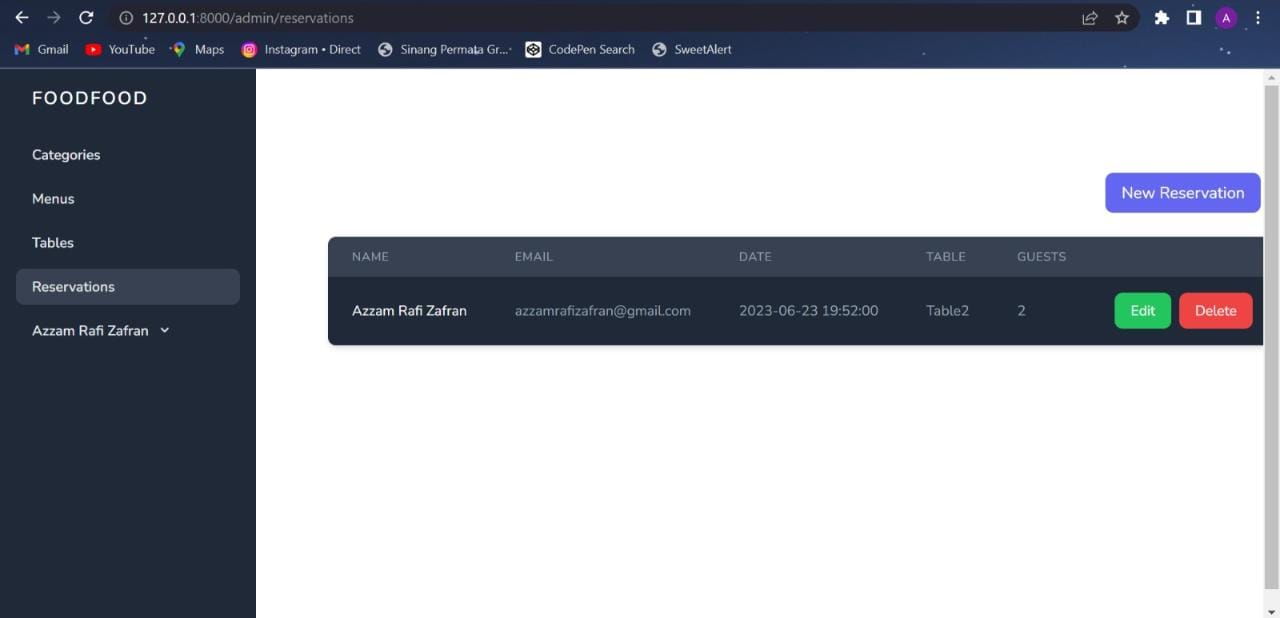 127.0.0.1:8000/admin/reservations
A
Gmail YouTube Maps Instagram • Direct Sinang Permata Gr... CodePen Search SweetAlert
FOODFOOD
Categories
Menus
Tables
Reservations
Azzam Rafi Zafran
New Reservation
NAME EMAIL DATE TABLE GUESTS
Azzam Rafi Zafran azzamrafizafran@gmail.com 2023-06-23 19:52:00 Table2 2 Edit Delete